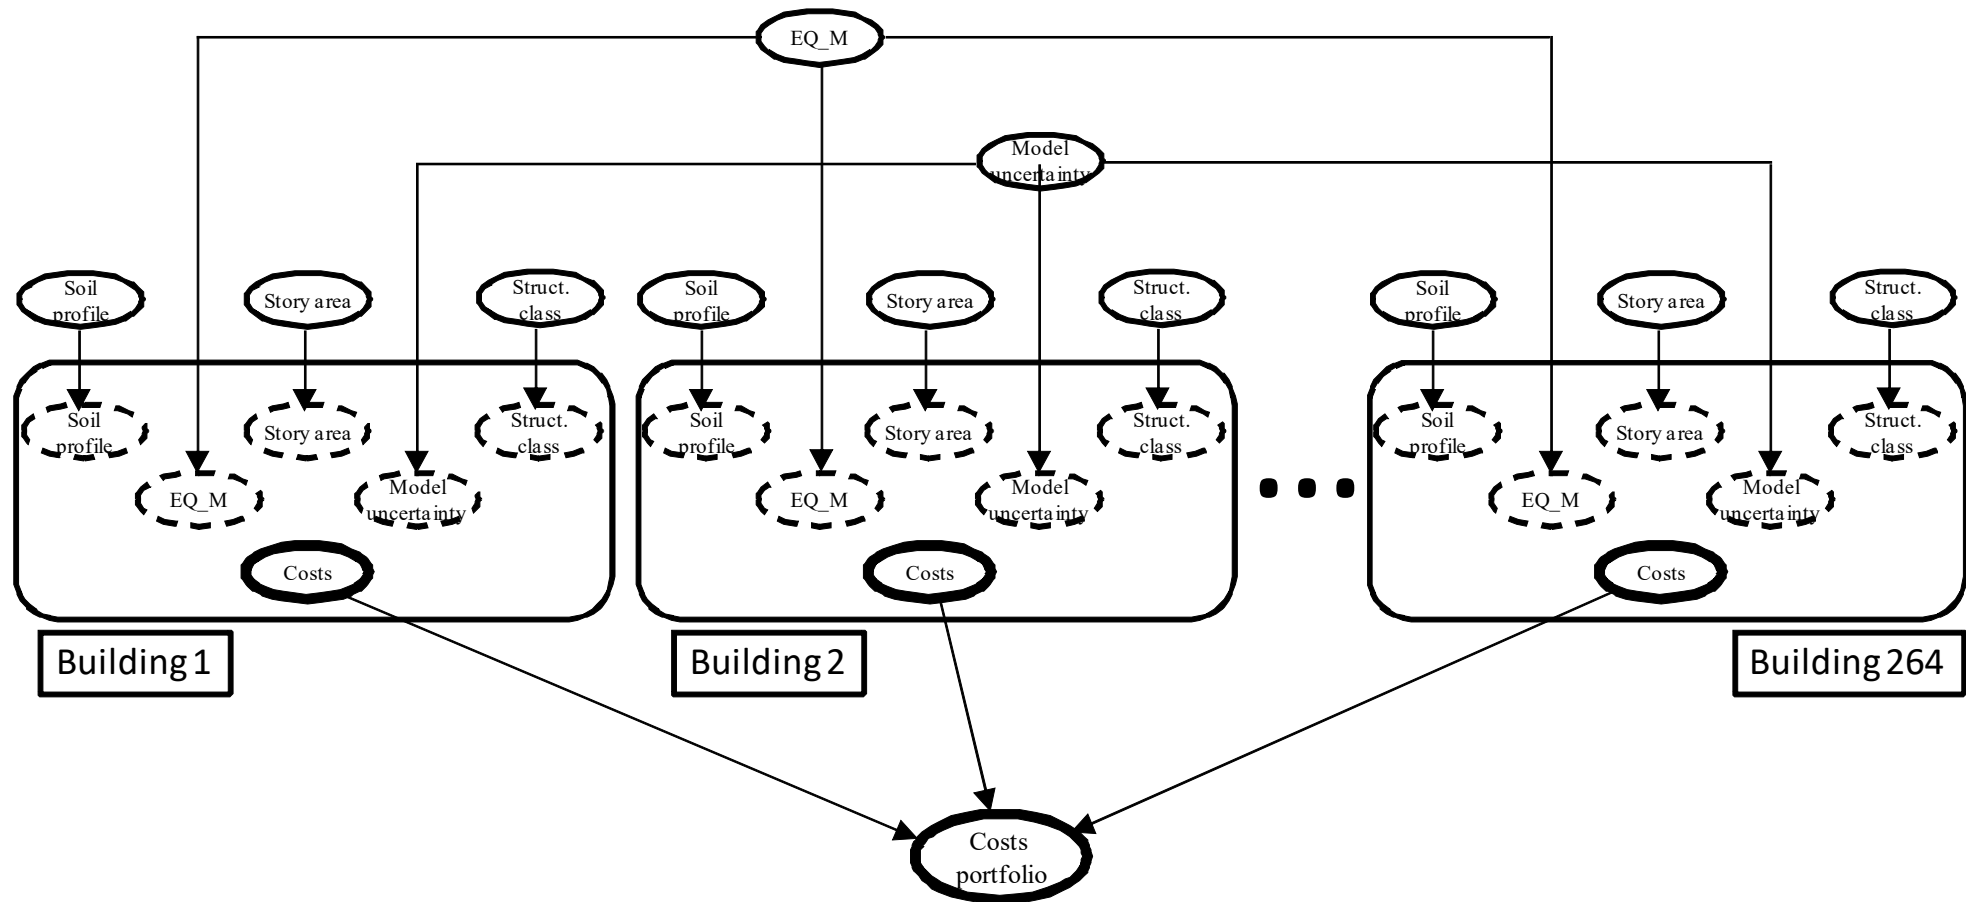 EQ_M
Model
uncertainty
Soil
profile
Story area
Struct.
class
Soil
profile
Story area
Struct.
class
Soil
profile
Story area
Struct.
class
Soil
profile
Story area
Struct.
class
EQ_M
Model
uncertainty
Costs
Soil
profile
Story area
Struct.
class
EQ_M
Model
uncertainty
Costs
Soil
profile
Story area
Struct.
class
EQ_M
Model
uncertainty
Costs
Building 1
Building 2
Building 264
Costs
portfolio